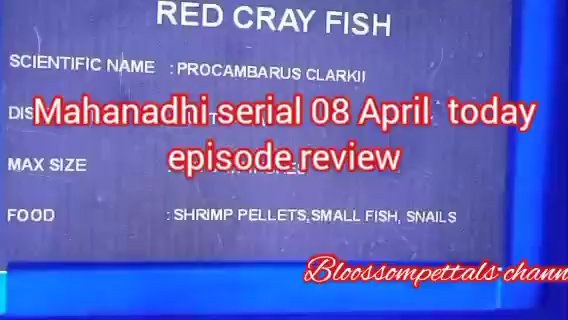 RED CRAY FISH
SCIENTIFIC NAME : PROCAMBARUS CLARKII
Mahanadhi serial 08 April today
episode review
MAX SIZE
FOOD : SHRIMP PELLETS,SMALL FISH, SNAILS
Bloossompettals chann